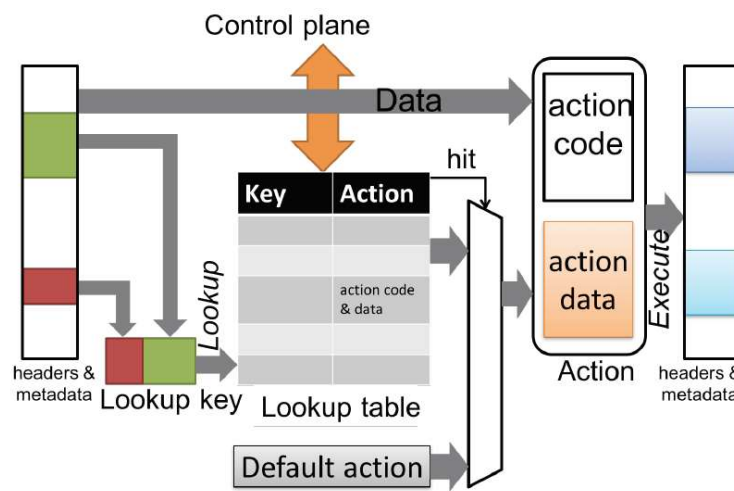 Control plane
Data
action
code
hit
Key Action
action code
& data
Lookup
action
data
Execute
headers &
metadata
Lookup key
Lookup table
Action
headers &
metadata
Default action